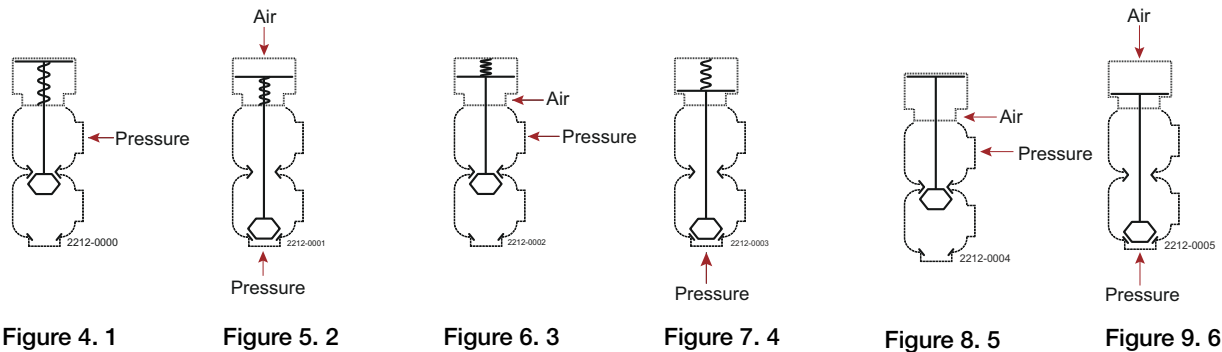 Air
Pressure
2212-0000
Figure 4. 1
Air
2212-0001
Pressure
Figure 5. 2
Air
Pressure
2212-0002
Figure 6. 3
2212-0003
Pressure
Figure 7. 4
Air
Pressure
2212-0004
Figure 8. 5
2212-0005
Pressure
Figure 9. 6